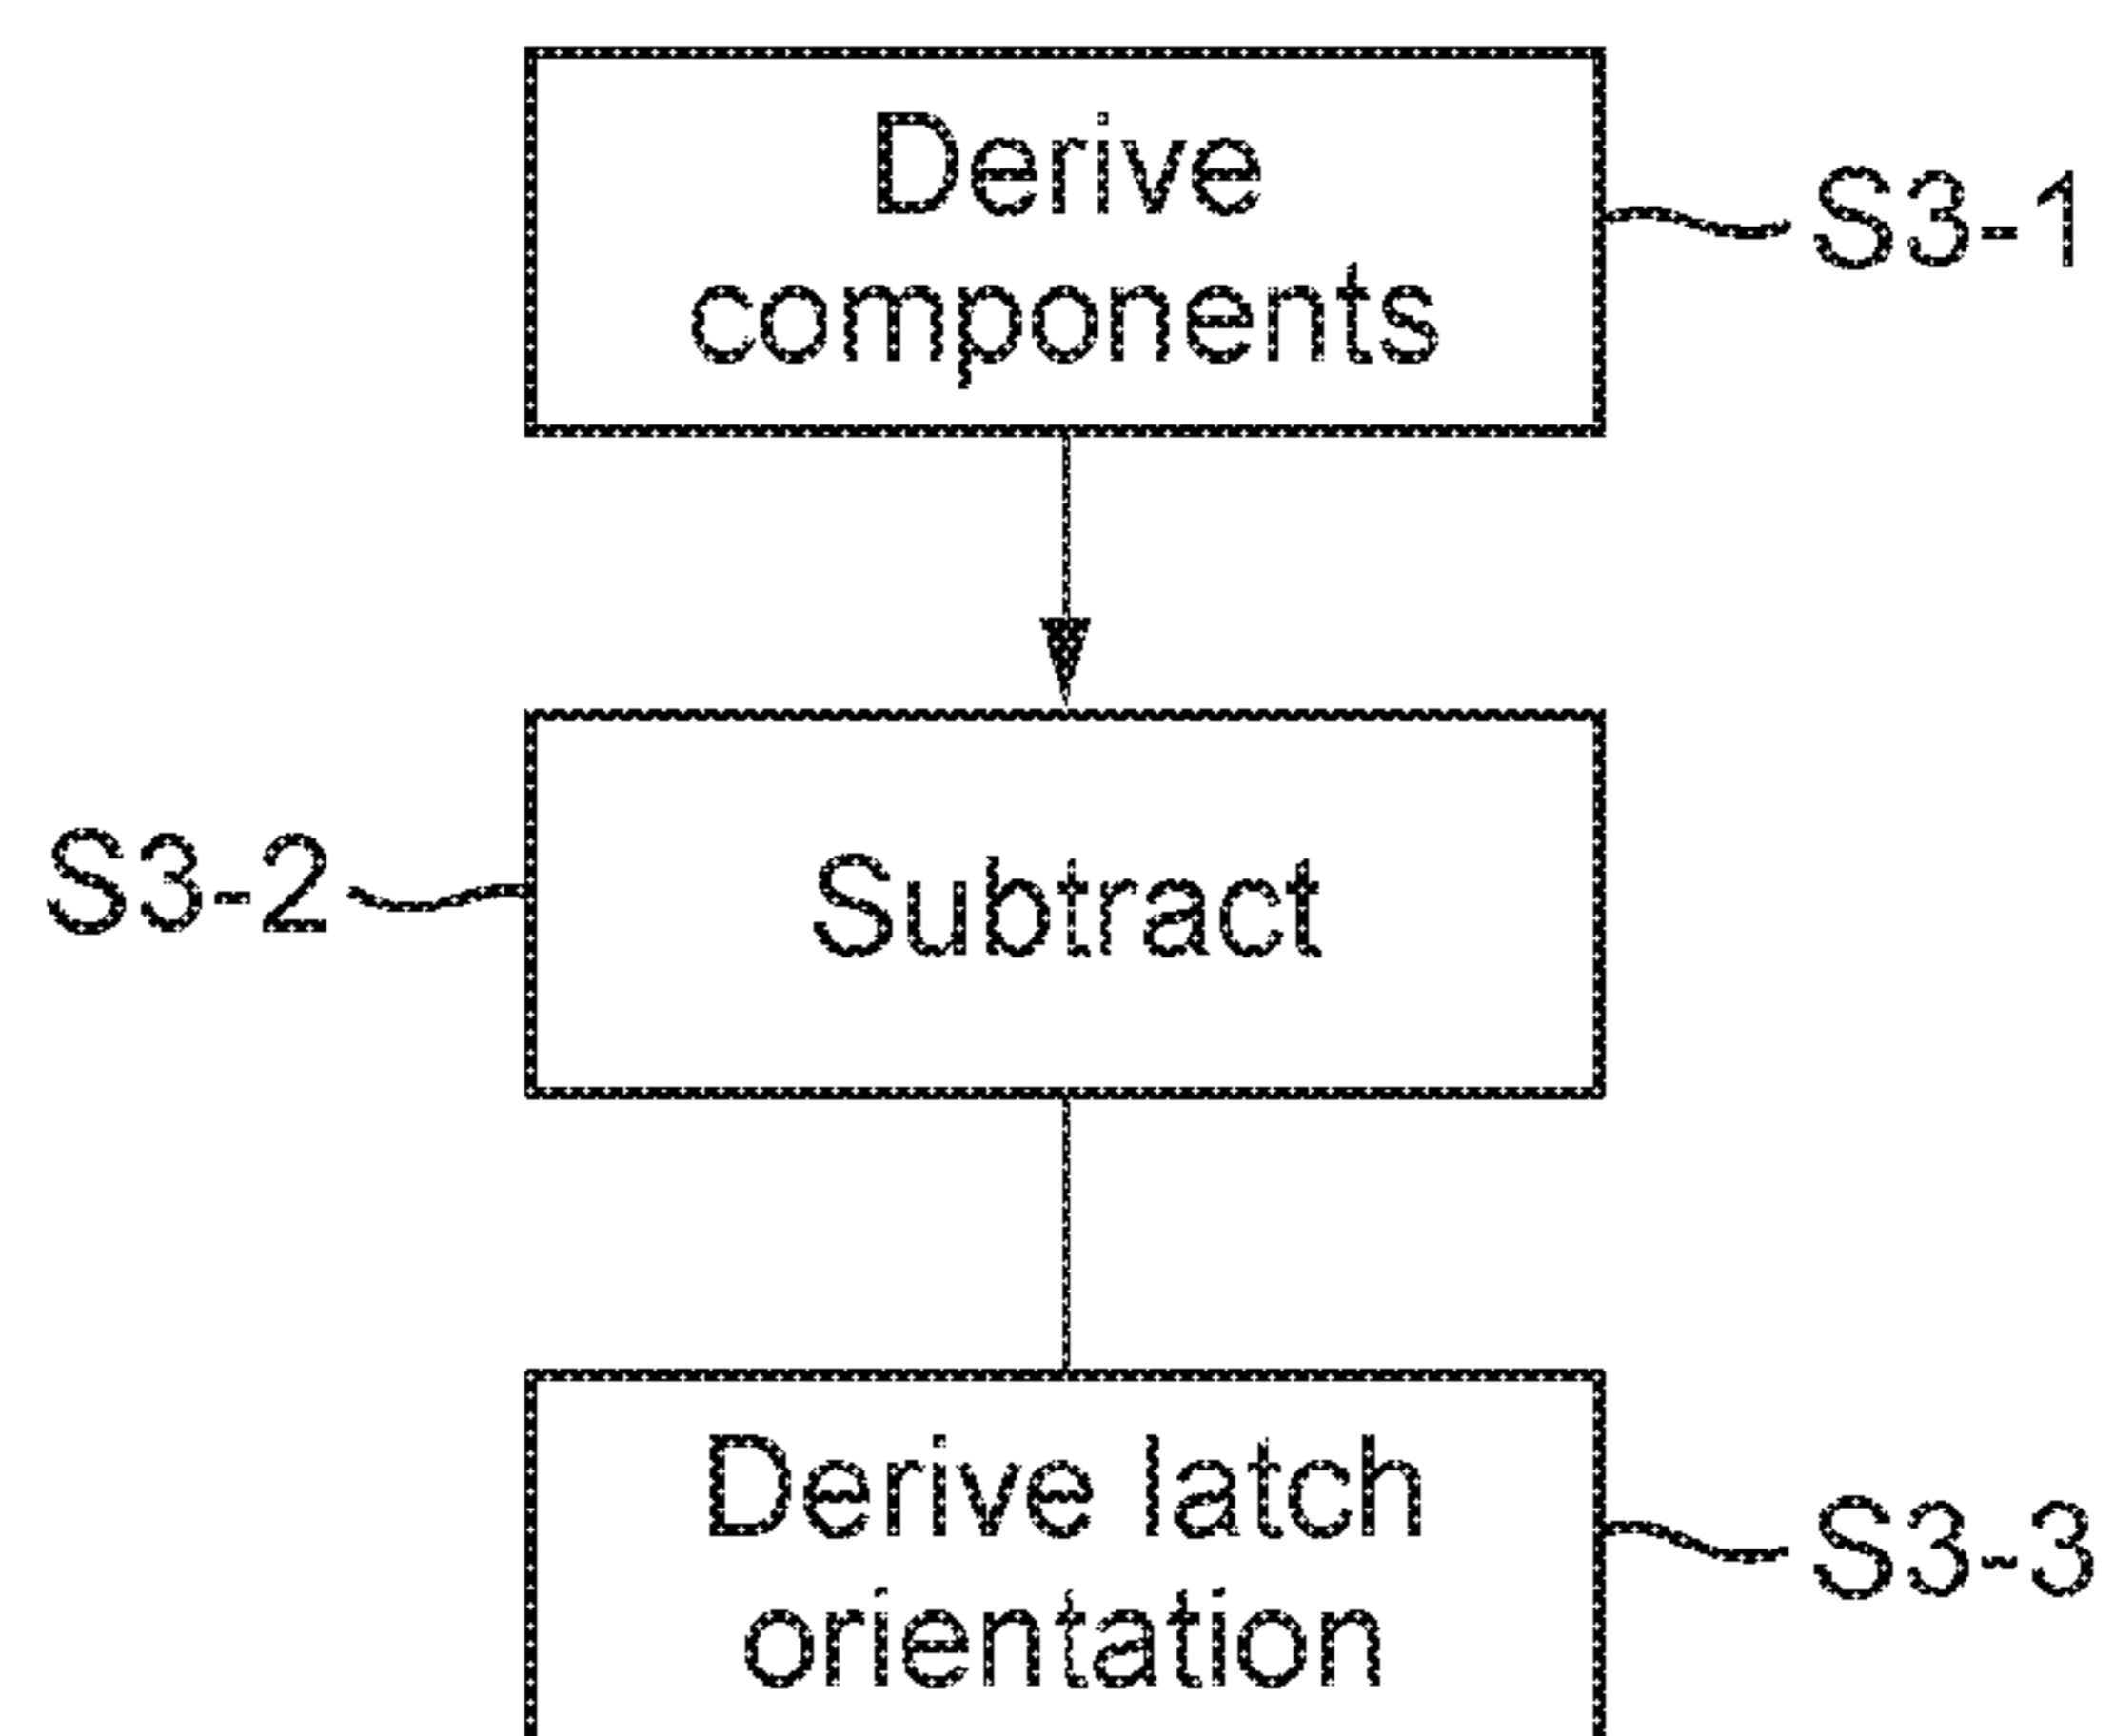 Derive
components
S3-1
S3-2
Subtract
Derive latch
orientation
S3-3